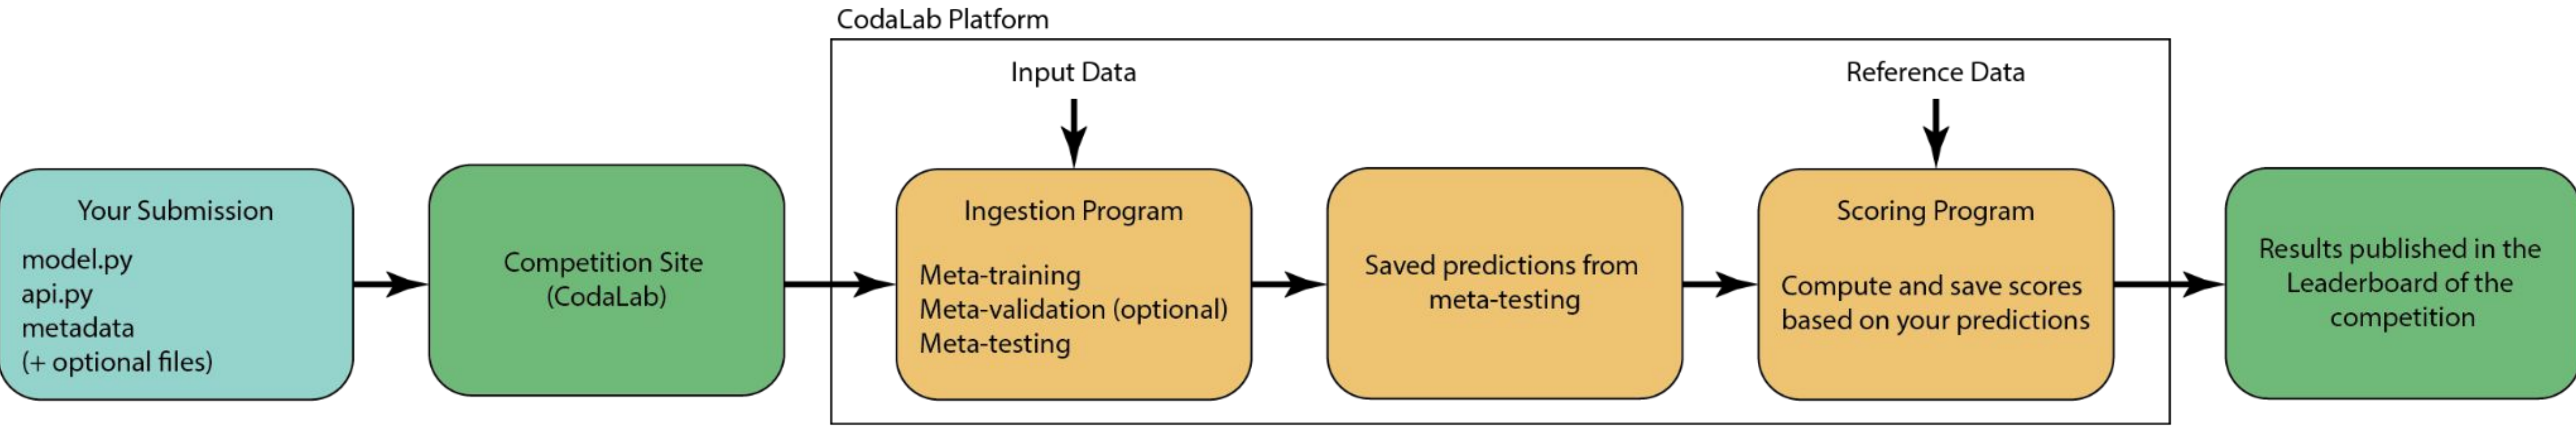 CodaLab Platform
Input Data
Reference Data
Your Submission
model.py
api.py
metadata
(+ optional files)
Competition Site
(CodaLab)
Ingestion Program
Meta-training
Meta-validation (optional)
Meta-testing
Saved predictions from
meta-testing
Scoring Program
Compute and save scores
based on your predictions
Results published in the
Leaderboard of the
competition